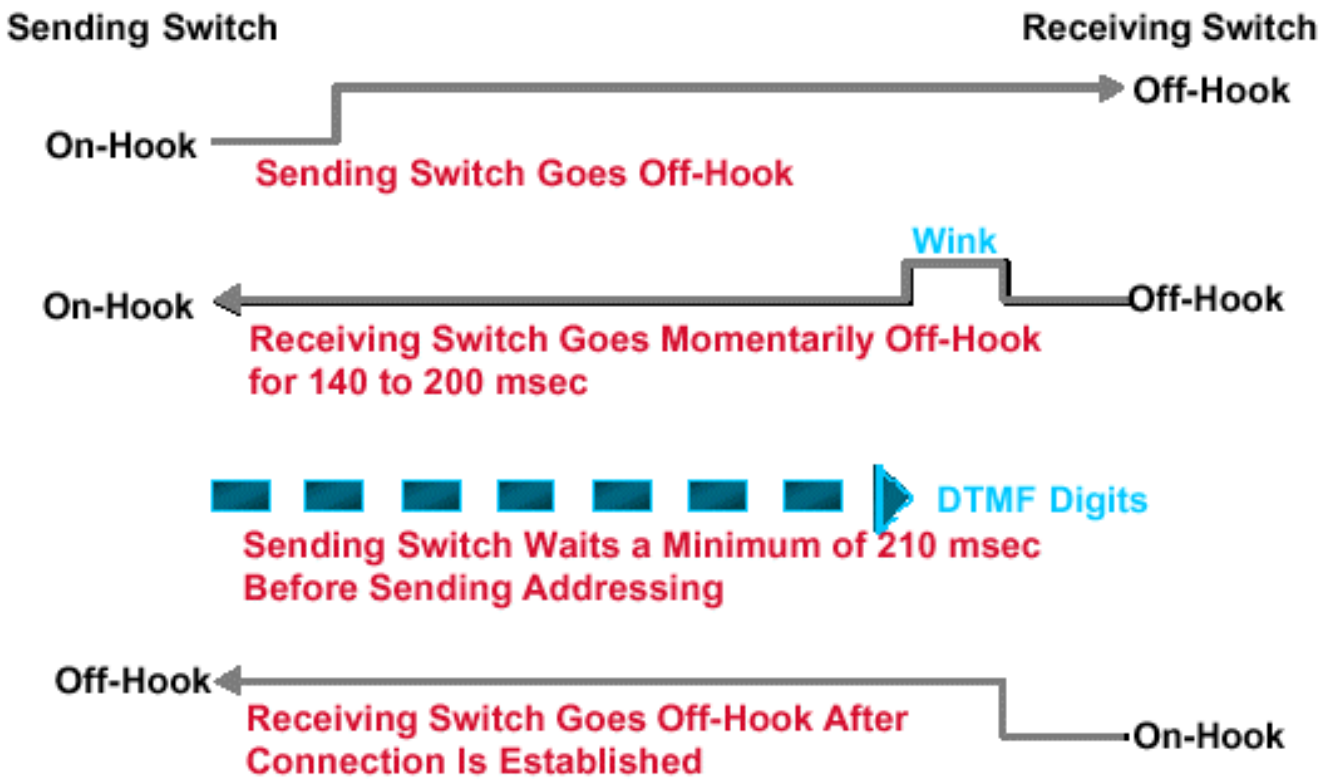 Sending Switch
Receiving Switch
Off-Hook
On-Hook
Sending Switch Goes Off-Hook
Wink
On-Hook
Off-Hook
Receiving Switch Goes Momentarily Off-Hook
for 140 to 200 msec
DTMF Digits
Sending Switch Waits a Minimum of 210 msec
Before Sending Addressing
Off-Hook
Receiving Switch Goes Off-Hook After
Connection Is Established
On-Hook